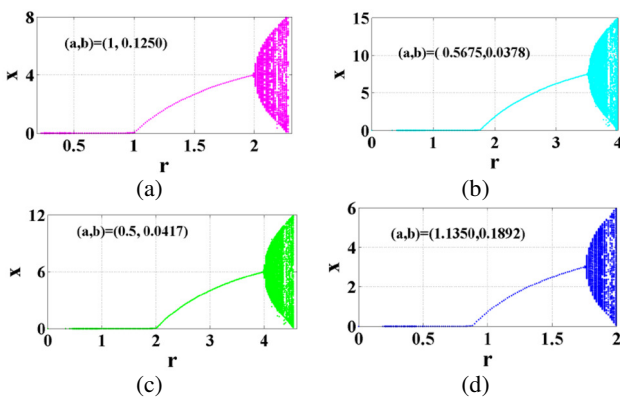 8
4
0
x
(a,b)=(1, 0.1250)
0.5
1
1.5
2
r
(a)
15
10
5
0
x
(a,b)=( 0.5675,0.0378)
0
1
2
3
4
r
(b)
12
6
0
x
(a,b)=(0.5, 0.0417)
0
1
2
3
4
r
(c)
6
4
2
0
x
(a,b)=(1.1350,0.1892)
0
0.5
1
1.5
2
r
(d)